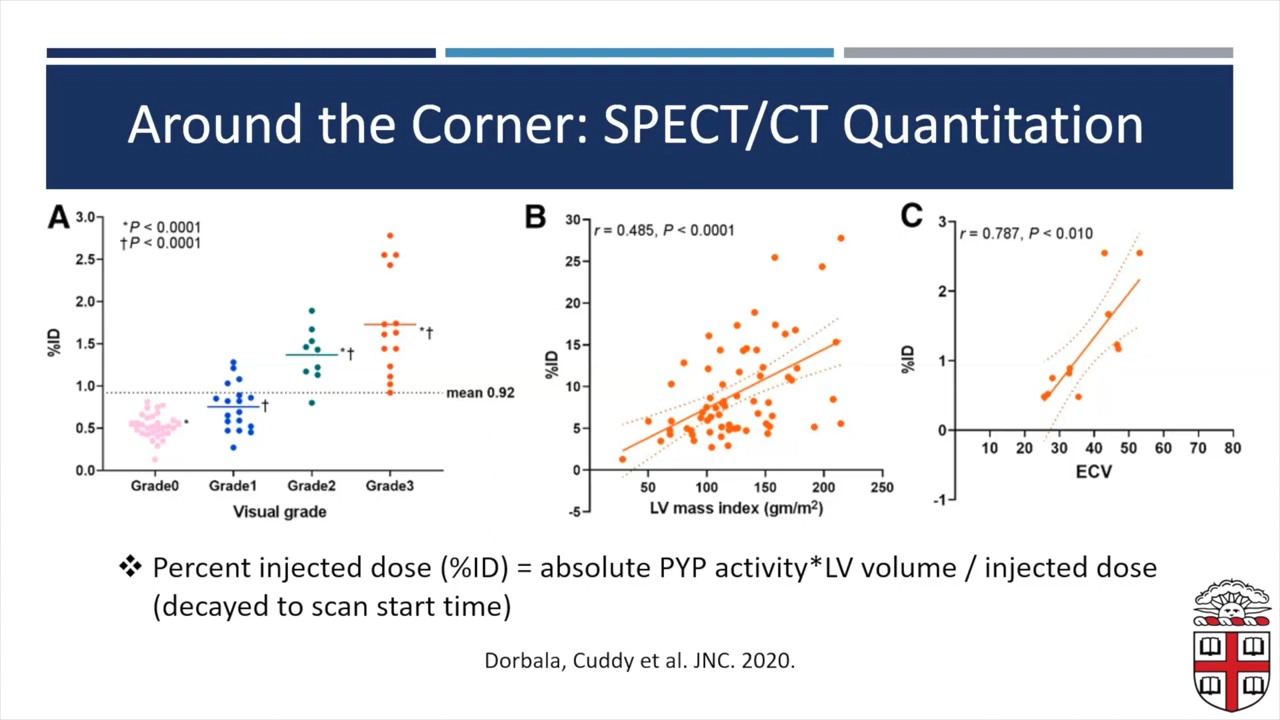 Around the Corner: SPECT/CT Quantitation
A
3.0
2.5
2.0
1.5
1.0
0.5
0.0
%ID
*P < 0.0001
†P < 0.0001
*
†
*†
*†
mean 0.92
Grade0 Grade1 Grade2 Grade3
Visual grade
B
30
25
20
15
10
5
0
-5
%ID
r = 0.485, P < 0.0001
50 100 150 200 250
LV mass index (gm/m²)
C
3
2
1
0
-1
%ID
r = 0.787, P < 0.010
10 20 30 40 50 60 70 80
ECV
❖ Percent injected dose (%ID) = absolute PYP activity*LV volume / injected dose
(decayed to scan start time)
Dorbala, Cuddy et al. JNC. 2020.